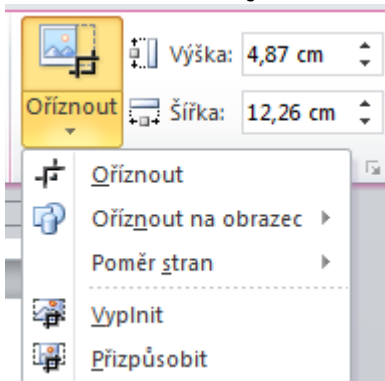 Výška: 4,87 cm
Oříznout
Šířka: 12,26 cm
Oříznout
Oříznout na obrazec
Poměr stran
Vyplnit
Přizpůsobit